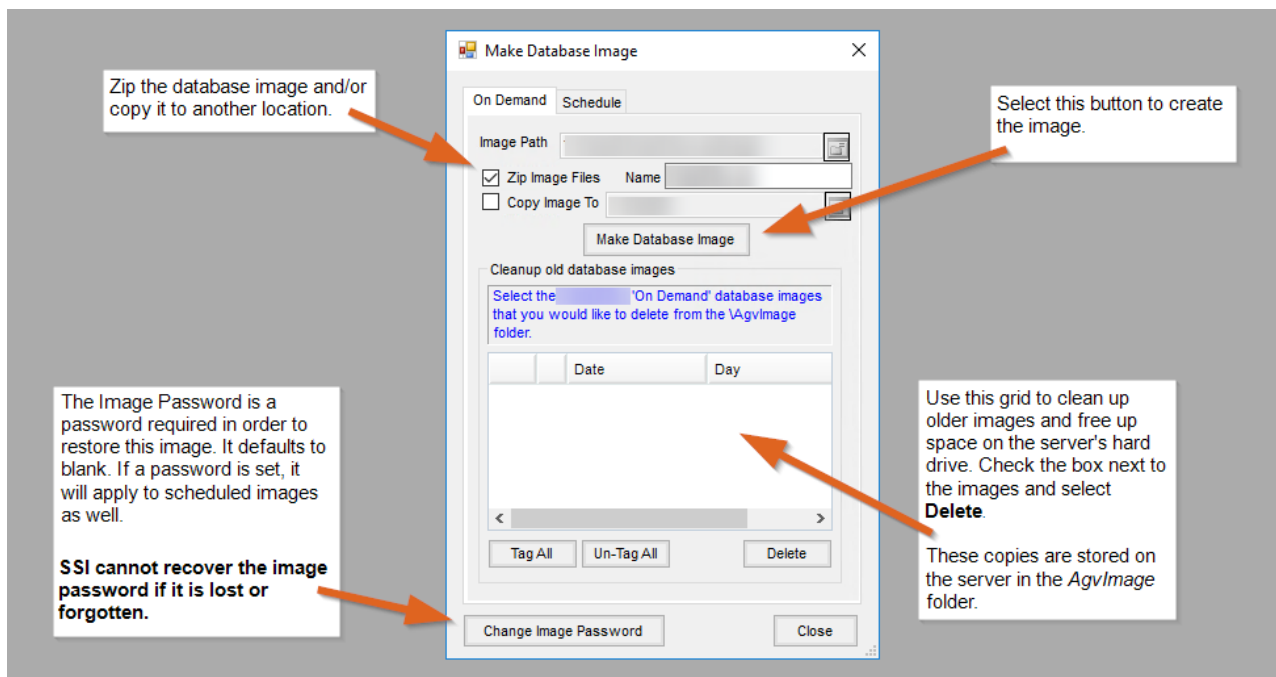 Make Database Image
Zip the database image and/or
copy it to another location.
On Demand
Schedule
Select this button to create
the image.
Image Path
Zip Image Files
Name
Copy Image To
Make Database Image
Cleanup old database images
Select the 'On Demand' database images
that you would like to delete from the \AgvImage
folder.
Date
Day
The Image Password is a
password required in order to
restore this image. It defaults to
blank. If a password is set, it
will apply to scheduled images
as well.
SSI cannot recover the image
password if it is lost or
forgotten.
Use this grid to clean up
older images and free up
space on the server's hard
drive. Check the box next to
the images and select
Delete.
These copies are stored on
the server in the AgvImage
folder.
Tag All
Un-Tag All
Delete
Change Image Password
Close